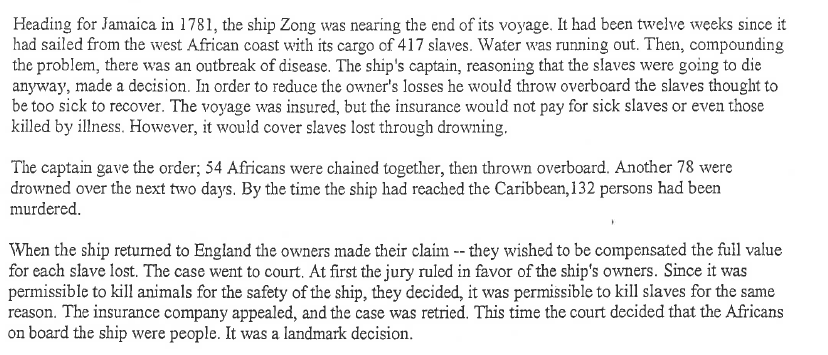 Heading for Jamaica in 1781, the ship Zong was nearing the end of its voyage. It had been twelve weeks since it
had sailed from the west African coast with its cargo of 417 slaves. Water was running out. Then, compounding
the problem, there was an outbreak of disease. The ship's captain, reasoning that the slaves were going to die
anyway, made a decision. In order to reduce the owner's losses he would throw overboard the slaves thought to
be too sick to recover. The voyage was insured, but the insurance would not pay for sick slaves or even those
killed by illness. However, it would cover slaves lost through drowning.
The captain gave the order; 54 Africans were chained together, then thrown overboard. Another 78 were
drowned over the next two days. By the time the ship had reached the Caribbean,132 persons had been
murdered.
When the ship returned to England the owners made their claim -- they wished to be compensated the full value
for each slave lost. The case went to court. At first the jury ruled in favor of the ship's owners. Since it was
permissible to kill animals for the safety of the ship, they decided, it was permissible to kill slaves for the same
reason. The insurance company appealed, and the case was retried. This time the court decided that the Africans
on board the ship were people. It was a landmark decision.